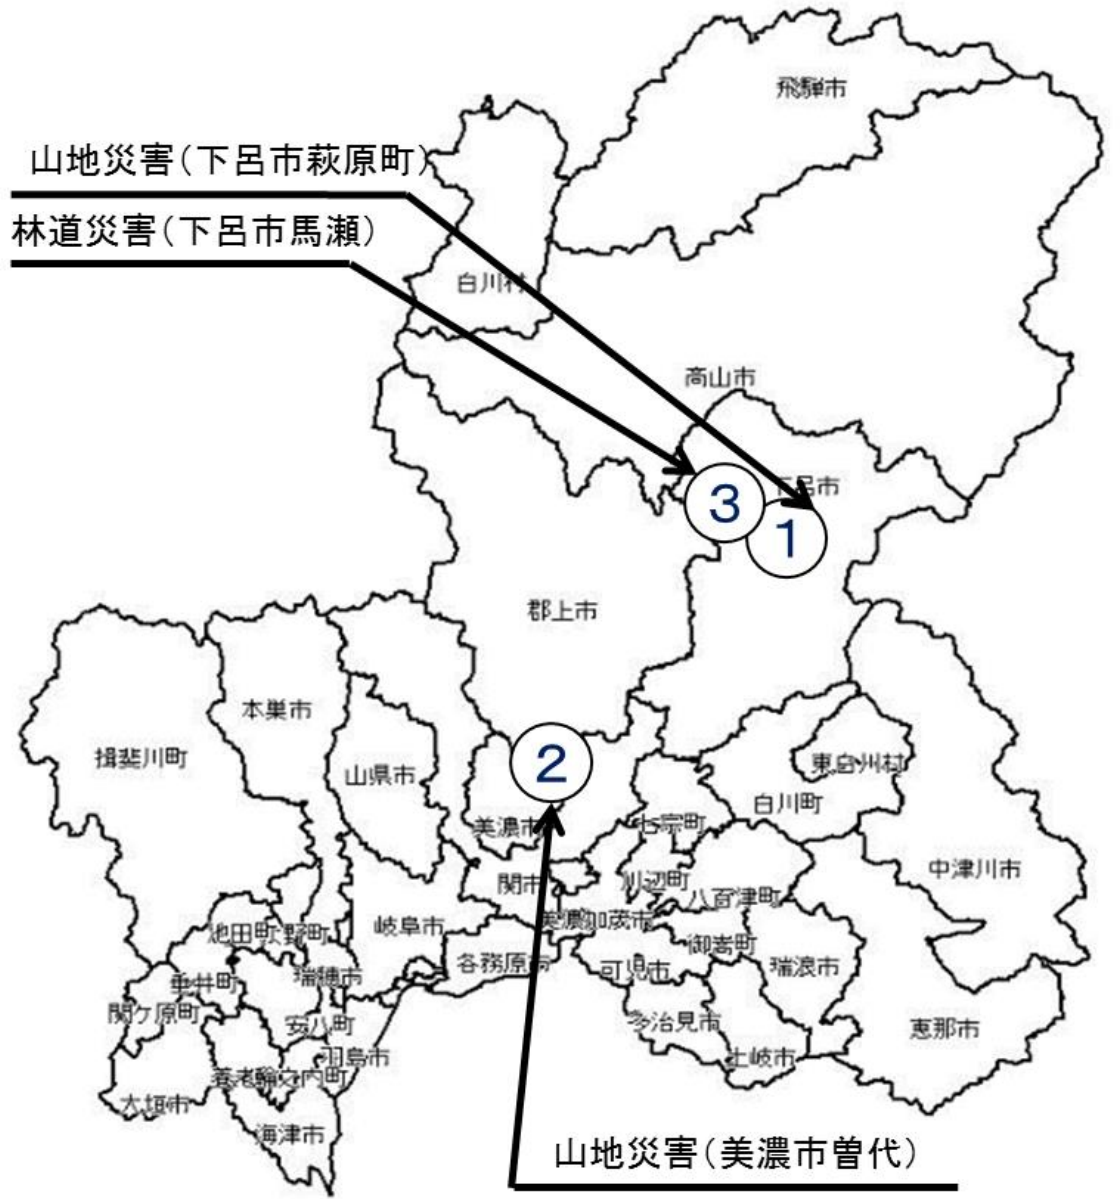 飛騨市
山地災害(下呂市萩原町)
林道災害(下呂市馬瀬)
白川村
高山市
下呂市
3
1
郡上市
本巣市
揖斐川町
山県市
2
東白川村
白川町
美濃市
七宗町
中津川市
関市
川辺町
八百津町
岐阜市
美濃加茂市
池田町
大野町
御嵩町
各務原市
可児市
瑞浪市
瑞穂市
垂井町
関ケ原町
安八町
多治見市
恵那市
羽島市
土岐市
養老
輪之内町
大垣市
海津市
山地災害(美濃市曽代)